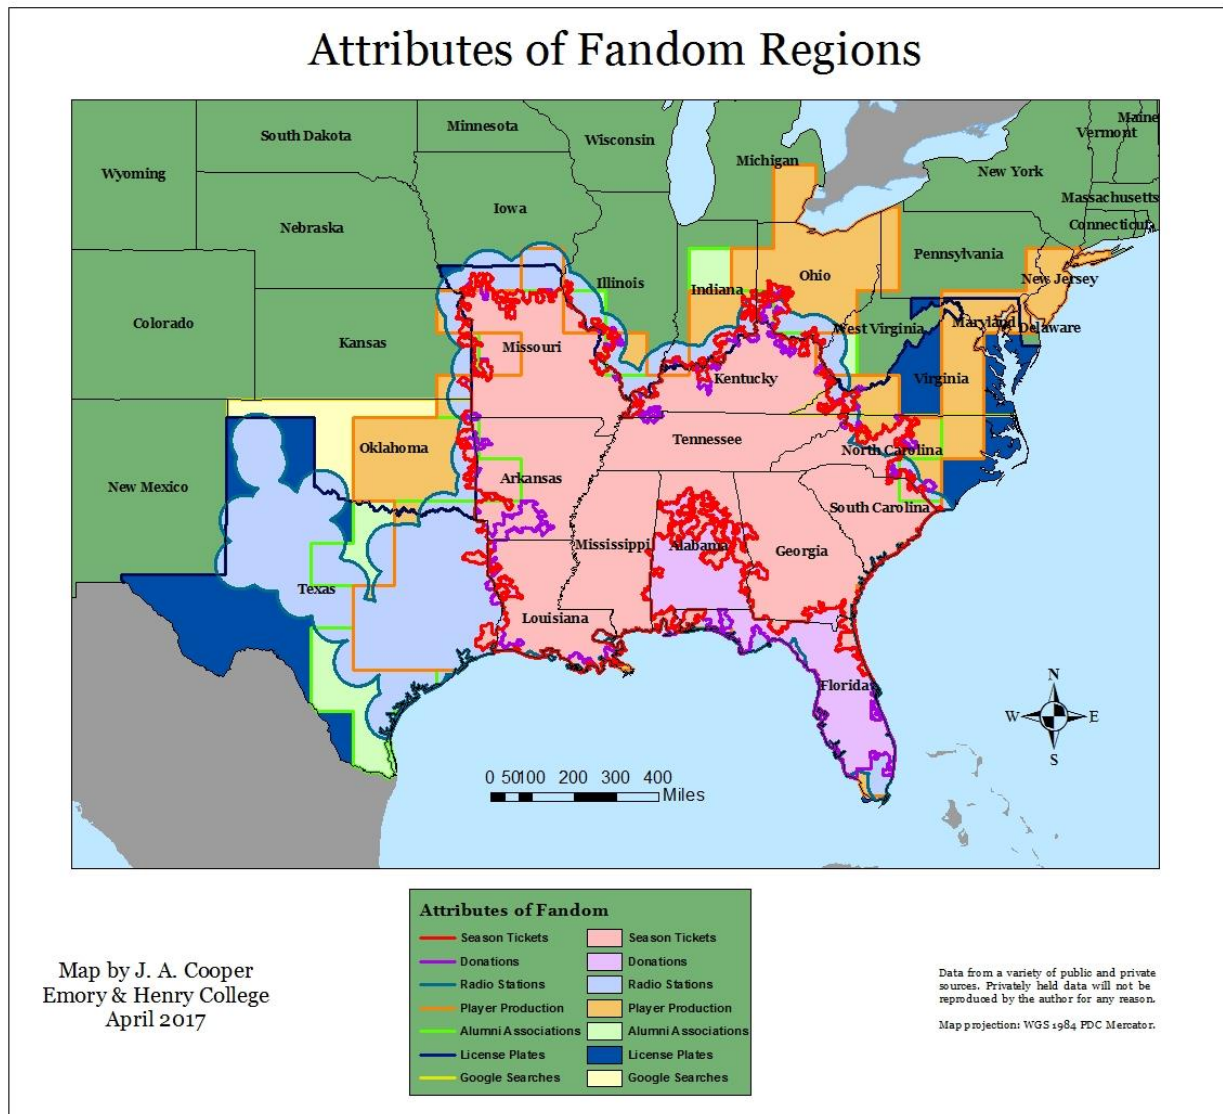 Attributes of Fandom Regions
Maine
Minnesota
South Dakota
Vermont
Wisconsin
Michigan
New York
Wyoming
Massachusetts
Iowa
Connecticut
Nebraska
Pennsylvania
Ohio
New Jersey
Illinois
Indiana
Colorado
Maryland
Delaware
West Virginia
Kansas
Missouri
Kentucky
Virginia
Tennessee
Oklahoma
North Carolina
New Mexico
Arkansas
South Carolina
Mississippi
Alabama
Georgia
Texas
Louisiana
Florida
N
W
E
S
0 50100 200 300 400
Miles
Attributes of Fandom
Season Tickets Season Tickets
Donations Donations
Radio Stations Radio Stations
Player Production Player Production
Alumni Associations Alumni Associations
License Plates License Plates
Google Searches Google Searches
Map by J. A. Cooper
Emory & Henry College
April 2017
Data from a variety of public and private
sources. Privately held data will not be
reproduced by the author for any reason.
Map projection: WGS 1984 PDC Mercator.